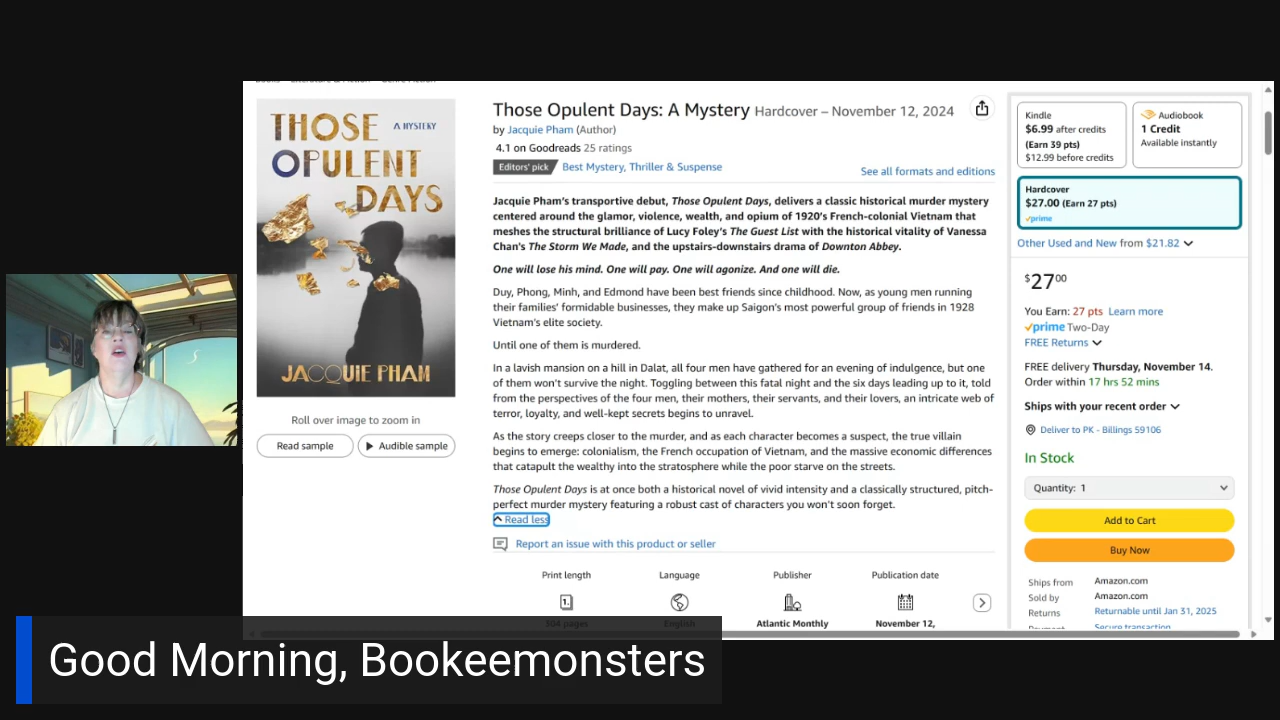 THOSE
A MYSTERY
OPULENT
DAYS
JACQUIE PHAM
Roll over image to zoom in
Read sample
Audible sample
Those Opulent Days: A Mystery Hardcover – November 12, 2024
by Jacquie Pham (Author)
4.1 on Goodreads 25 ratings
Editors' pick Best Mystery, Thriller & Suspense
See all formats and editions
Jacquie Pham's transportive debut, Those Opulent Days, delivers a classic historical murder mystery
centered around the glamor, violence, wealth, and opium of 1920's French-colonial Vietnam that
meshes the structural brilliance of Lucy Foley's The Guest List with the historical vitality of Vanessa
Chan's The Storm We Made, and the upstairs-downstairs drama of Downton Abbey.
One will lose his mind. One will pay. One will agonize. And one will die.
Duy, Phong, Minh, and Edmond have been best friends since childhood. Now, as young men running
their families' formidable businesses, they make up Saigon's most powerful group of friends in 1928
Vietnam's elite society.
Until one of them is murdered.
In a lavish mansion on a hill in Dalat, all four men have gathered for an evening of indulgence, but one
of them won't survive the night. Toggling between this fatal night and the six days leading up to it, told
from the perspectives of the four men, their mothers, their servants, and their lovers, an intricate web of
terror, loyalty, and well-kept secrets begins to unravel.
As the story creeps closer to the murder, and as each character becomes a suspect, the true villain
begins to emerge: colonialism, the French occupation of Vietnam, and the massive economic differences
that catapult the wealthy into the stratosphere while the poor starve on the streets.
Those Opulent Days is at once both a historical novel of vivid intensity and a classically structured, pitch-
perfect murder mystery featuring a robust cast of characters you won't soon forget.
Read less
Report an issue with this product or seller
Print length
Language
Publisher
Publication date
304 pages
English
Atlantic Monthly
November 12,
Kindle
$6.99 after credits
(Earn 39 pts)
$12.99 before credits
Audiobook
1 Credit
Available instantly
Hardcover
$27.00 (Earn 27 pts)
prime
Other Used and New from $21.82
$2700
You Earn: 27 pts Learn more
prime Two-Day
FREE Returns
FREE delivery Thursday, November 14.
Order within 17 hrs 52 mins
Ships with your recent order
Deliver to PK - Billings 59106
In Stock
Quantity: 1
Add to Cart
Buy Now
Ships from Amazon.com
Sold by Amazon.com
Returns Returnable until Jan 31, 2025
Payment Secure transaction
Good Morning, Bookeemonsters